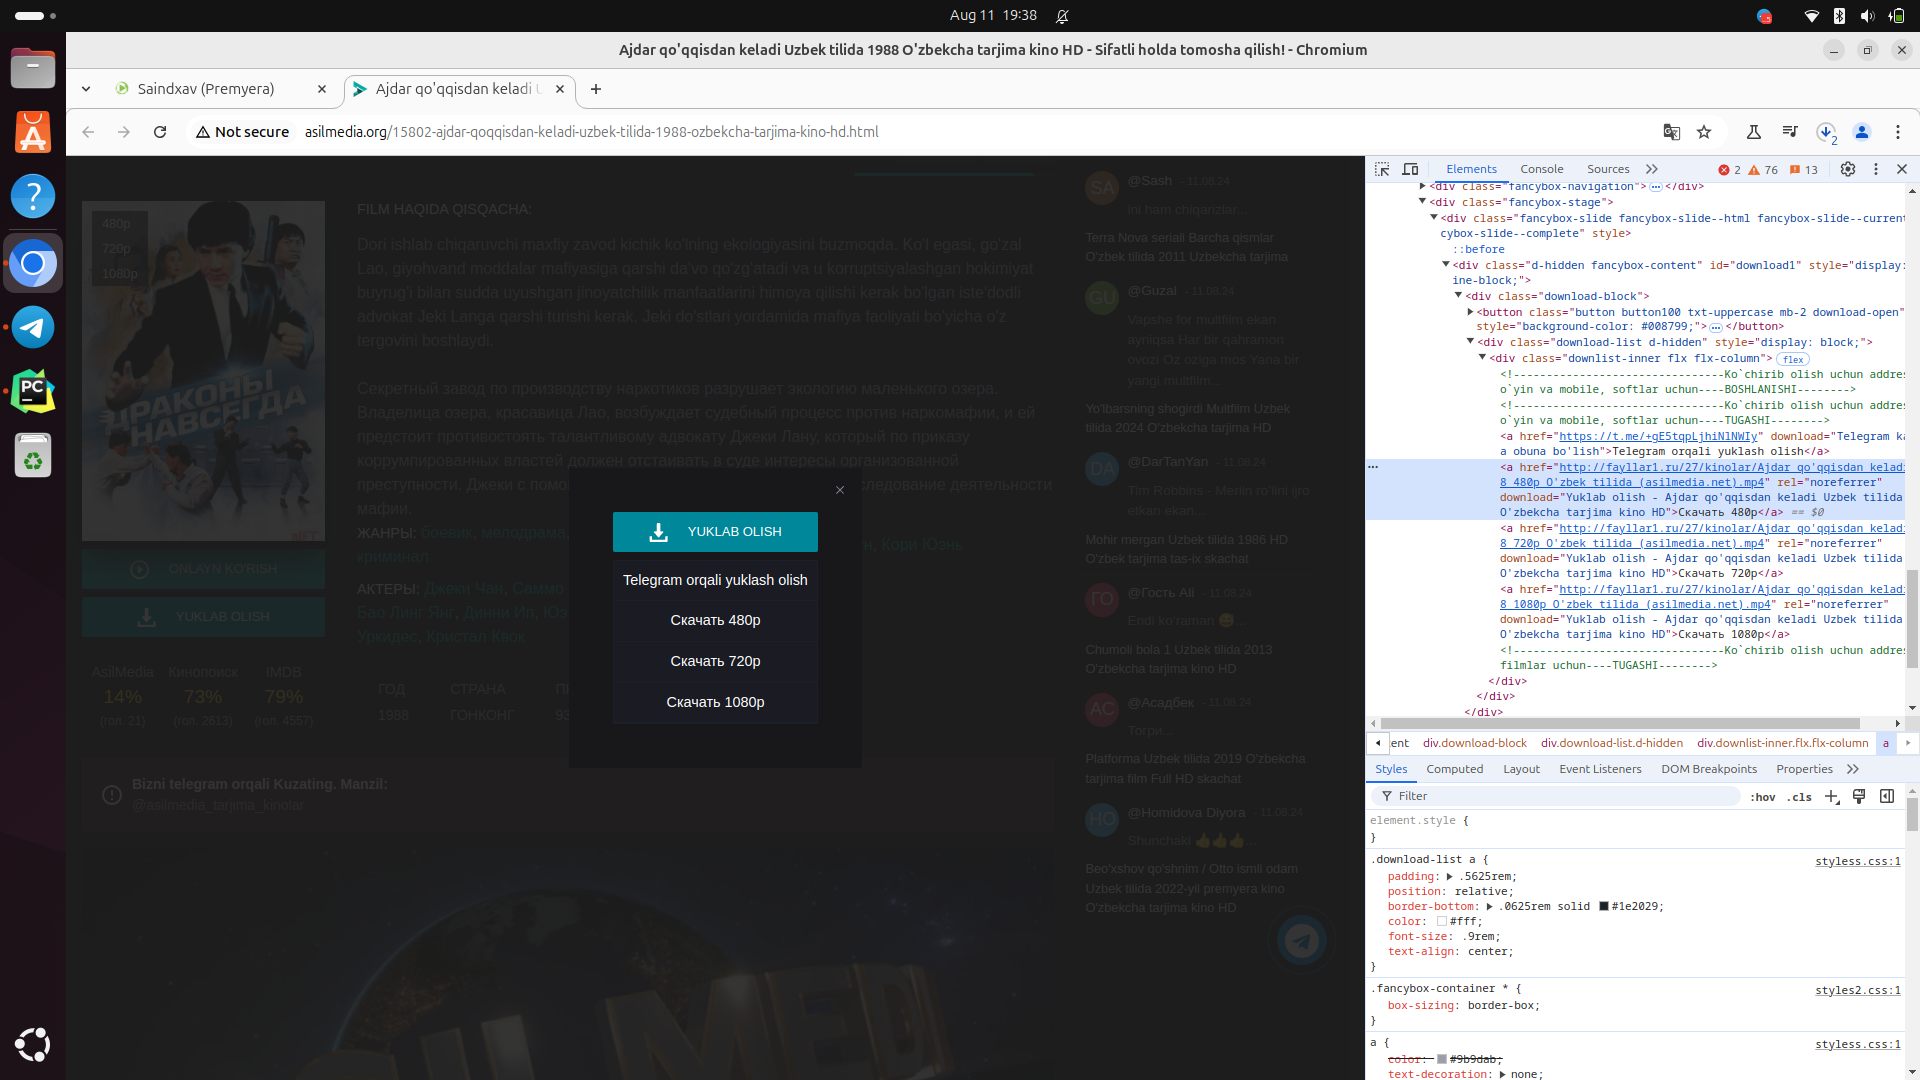 Aug 11 19:38
Ajdar qo'qqisdan keladi Uzbek tilida 1988 O'zbekcha tarjima kino HD - Sifatli holda tomosha qilish! - Chromium
Saindxav (Premyera)
Ajdar qo'qqisdan keladi
Not secure
asilmedia.org/15802-ajdar-qoqqisdan-keladi-uzbek-tilida-1988-ozbekcha-tarjima-kino-hd.html
2
480p
720p
1080p
ДРАКОНЫ
НАВСЕГДА
ONLAYN KO'RISH
YUKLAB OLISH
AsilMedia Кинопоиск IMDB
14% 73% 79%
(гол. 21) (гол. 2613) (гол. 4557)
FILM HAQIDA QISQACHA:
Dori ishlab chiqaruvchi maxfiy zavod kichik ko'lning ekologiyasini buzmoqda. Ko'l egasi, go'zal
Lao, giyohvand moddalar mafiyasiga qarshi da'vo qo'zg'atadi va u korruptsiyalashgan hokimiyat
buyrug'i bilan sudda uyushgan jinoyatchilik manfaatlarini himoya qilishi kerak bo'lgan iste'dodli
advokat Jeki Langa qarshi turishi kerak. Jeki do'stlari yordamida mafiya faoliyati bo'yicha o'z
tergovini boshlaydi.
Секретный завод по производству наркотиков разрушает экологию маленького озера.
Владелица озера, красавица Лао, возбуждает судебный процесс против наркомафии, и ей
предстоит противостоять талантливому адвокату Джеки Лану, который по приказу
коррумпированных властей должен отстаивать в суде интересы организованной
преступности. Джеки с помо следование деятельности
мафии.
ЖАНРЫ: боевик, мелодрама, Кори Юэнь
криминал
АКТЕРЫ: Джеки Чан, Саммо
Бао Линг Янг, Динни Ип, Юэ
Уркидес, Кристал Квок
ГОД СТРАНА
1988 ГОНКОНГ 93
Bizni telegram orqali Kuzating. Manzil:
@asilmedia_tarjima_kinolar
YUKLAB OLISH
Telegram orqali yuklash olish
Скачать 480p
Скачать 720p
Скачать 1080p
SA @Sash - 11.08.24
ini ham chiqarizlar...
Terra Nova seriali Barcha qismlar
O'zbek tilida 2011 Uzbekcha tarjima
GU @Guzal - 11.08.24
Vapshe for multfilm ekan
ayniqsa Har bir qahramon
ovozi Oz oziga mos Yana bir
yangi multfilm...
Yo'lbarsning shogirdi Multfilm Uzbek
tilida 2024 O'zbekcha tarjima HD
DA @DarTanYan - 11.08.24
Tim Robbins - Merlin ro'lini ijro
etkan ekan...
Mohir mergan Uzbek tilida 1986 HD
O'zbek tarjima tas-ix skachat
ГО @Гость Ali - 11.08.24
Endi ko'raman 😅...
Chumoli bola 1 Uzbek tilida 2013
O'zbekcha tarjima kino HD
АС @Асадбек - 11.08.24
Тогри...
Platforma Uzbek tilida 2019 O'zbekcha
tarjima film Full HD skachat
HO @Homidova Diyora - 11.08.24
Shunchaki 👍👍👍...
Beo'xshov qo'shnim / Otto ismli odam
Uzbek tilida 2022-yil premyera kino
O'zbekcha tarjima kino HD
Elements Console Sources 2 76 13
<div class="fancybox-navigation"> … </div>
<div class="fancybox-stage">
<div class="fancybox-slide fancybox-slide--html fancybox-slide--current
cybox-slide--complete" style>
::before
<div class="d-hidden fancybox-content" id="download1" style="display:
ine-block;">
<div class="download-block">
<button class="button button100 txt-uppercase mb-2 download-open"
style="background-color: #008799;"> … </button>
<div class="download-list d-hidden" style="display: block;">
<div class="downlist-inner flx flx-column"> flex
<!--------------------------------Ko`chirib olish uchun addres
o`yin va mobile, softlar uchun----BOSHLANISHI-------->
<!--------------------------------Ko`chirib olish uchun addres
o`yin va mobile, softlar uchun----TUGASHI-------->
<a href="https://t.me/+gE5tqpLjhiNlNWIy" download="Telegram ka
a obuna bo'lish">Telegram orqali yuklash olish</a>
<a href="http://fayllar1.ru/27/kinolar/Ajdar qo'qqisdan keladi
8 480p O'zbek tilida (asilmedia.net).mp4" rel="noreferrer"
download="Yuklab olish - Ajdar qo'qqisdan keladi Uzbek tilida
O'zbekcha tarjima kino HD">Скачать 480p</a> == $0
<a href="http://fayllar1.ru/27/kinolar/Ajdar qo'qqisdan keladi
8 720p O'zbek tilida (asilmedia.net).mp4" rel="noreferrer"
download="Yuklab olish - Ajdar qo'qqisdan keladi Uzbek tilida
O'zbekcha tarjima kino HD">Скачать 720p</a>
<a href="http://fayllar1.ru/27/kinolar/Ajdar qo'qqisdan keladi
8 1080p O'zbek tilida (asilmedia.net).mp4" rel="noreferrer"
download="Yuklab olish - Ajdar qo'qqisdan keladi Uzbek tilida
O'zbekcha tarjima kino HD">Скачать 1080p</a>
<!--------------------------------Ko`chirib olish uchun addres
filmlar uchun----TUGASHI-------->
</div>
</div>
</div>
tent div.download-block div.download-list.d-hidden div.downlist-inner.flx.flx-column a
Styles Computed Layout Event Listeners DOM Breakpoints Properties
Filter :hov .cls
element.style {
}
.download-list a { styless.css:1
padding: .5625rem;
position: relative;
border-bottom: .0625rem solid #1e2029;
color: #fff;
font-size: .9rem;
text-align: center;
}
.fancybox-container * { styles2.css:1
box-sizing: border-box;
}
a { styless.css:1
color: #9b9dab;
text-decoration: none;